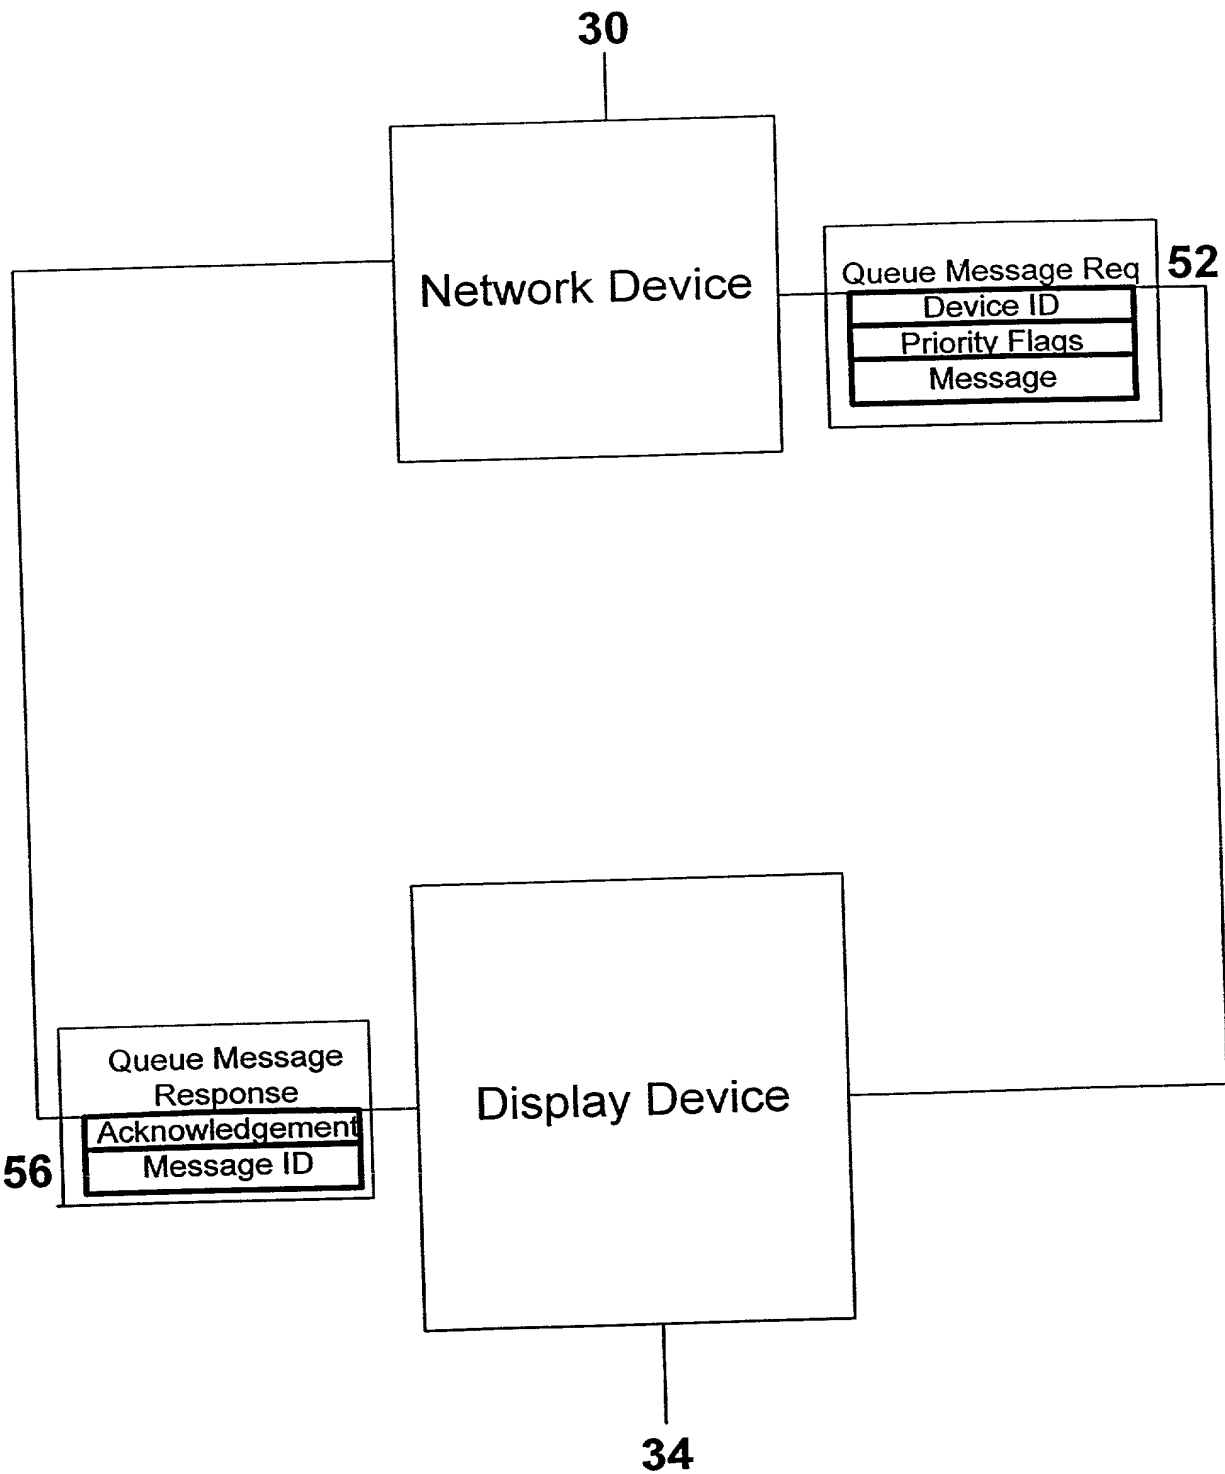 30
Network Device
Queue Message Req
52
Device ID
Priority Flags
Message
Queue Message
Response
Acknowledgement
Message ID
56
Display Device
34